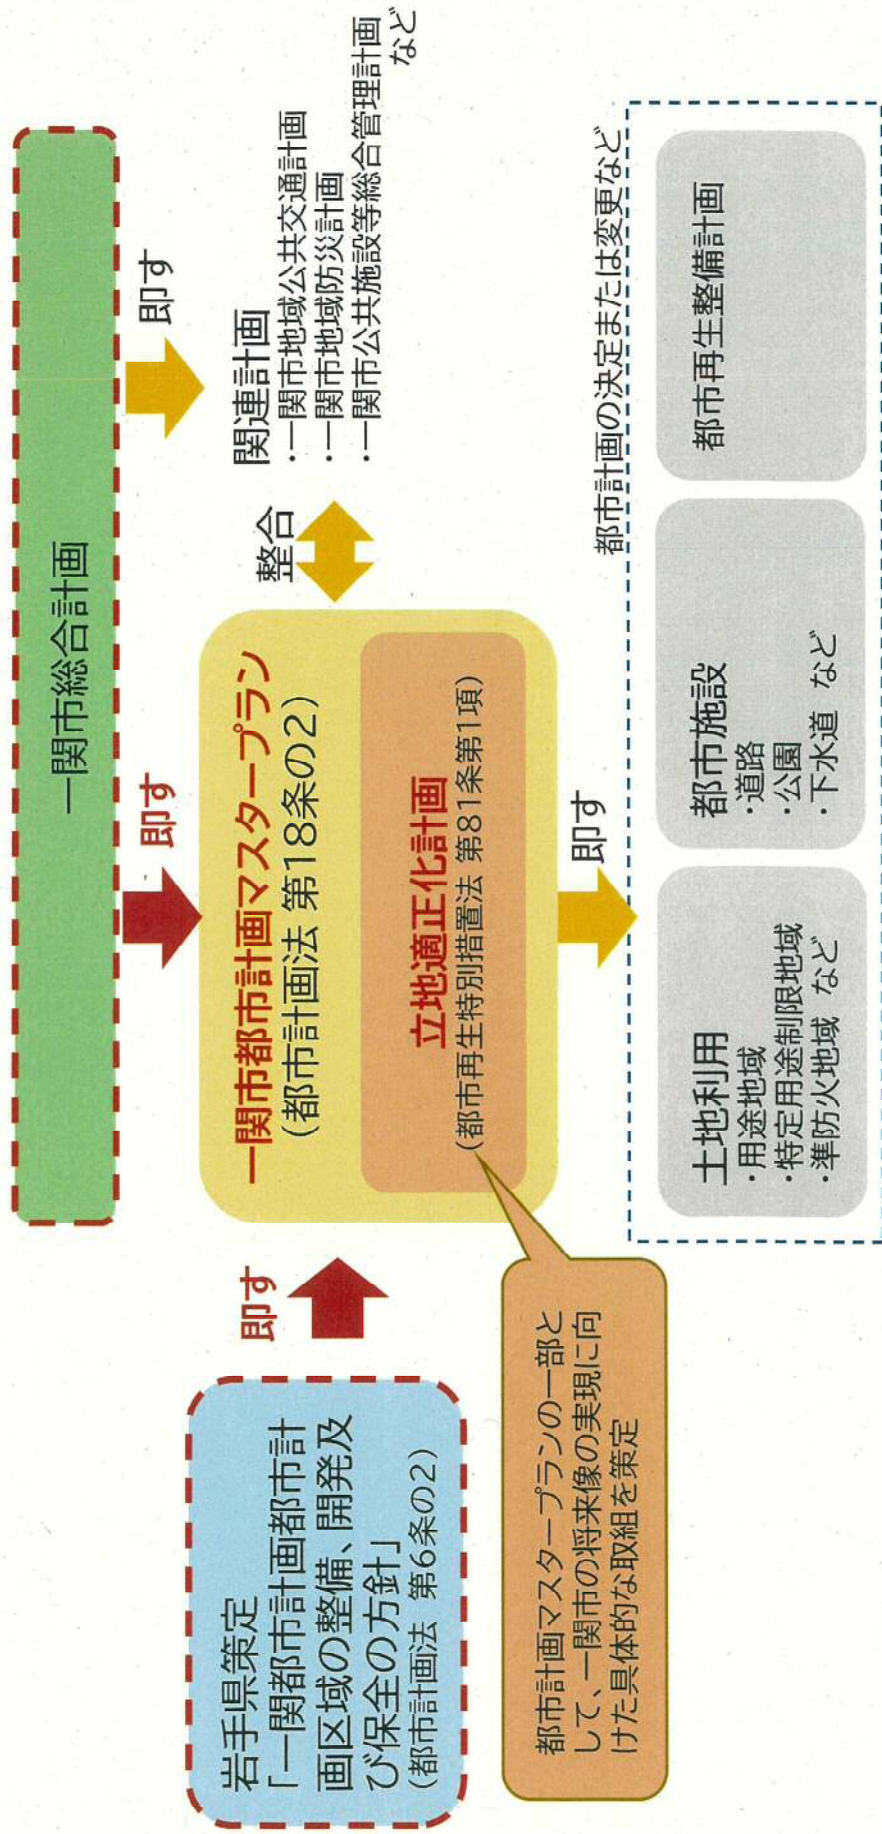 一関市総合計画
即す
即す
岩手県策定
「一関都市計画都市計
画区域の整備、開発及
び保全の方針」
(都市計画法 第6条の2)
即す
一関市都市計画マスタープラン
(都市計画法 第18条の2)
立地適正化計画
(都市再生特別措置法 第81条第1項)
整合
関連計画
・一関市地域公共交通計画
・一関市地域防災計画
・一関市公共施設等総合管理計画
など
都市計画マスタープランの一部と
して、一関市の将来像の実現に向
けた具体的な取組を策定
即す
都市計画の決定または変更など
土地利用
・用途地域
・特定用途制限地域
・準防火地域 など
都市施設
・道路
・公園
・下水道 など
都市再生整備計画